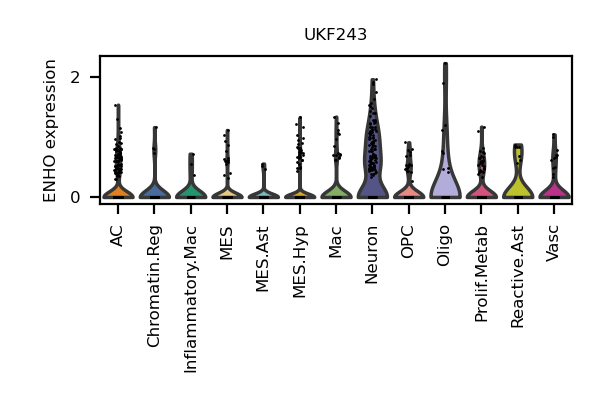 UKF243
ENHO expression
2
0
AC
Chromatin.Reg
Inflammatory.Mac
MES
MES.Ast
MES.Hyp
Mac
Neuron
OPC
Oligo
Prolif.Metab
Reactive.Ast
Vasc